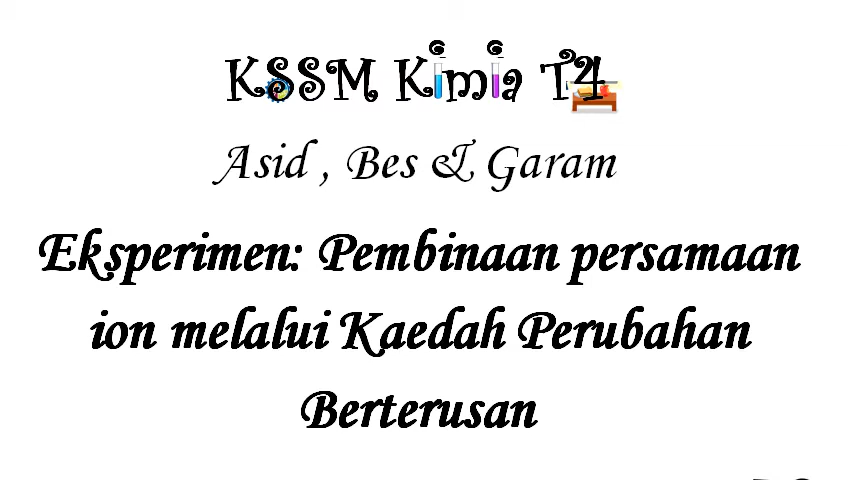 KSSM Kimia T4
Asid , Bes & Garam
Eksperimen: Pembinaan persamaan
ion melalui Kaedah Perubahan
Berterusan